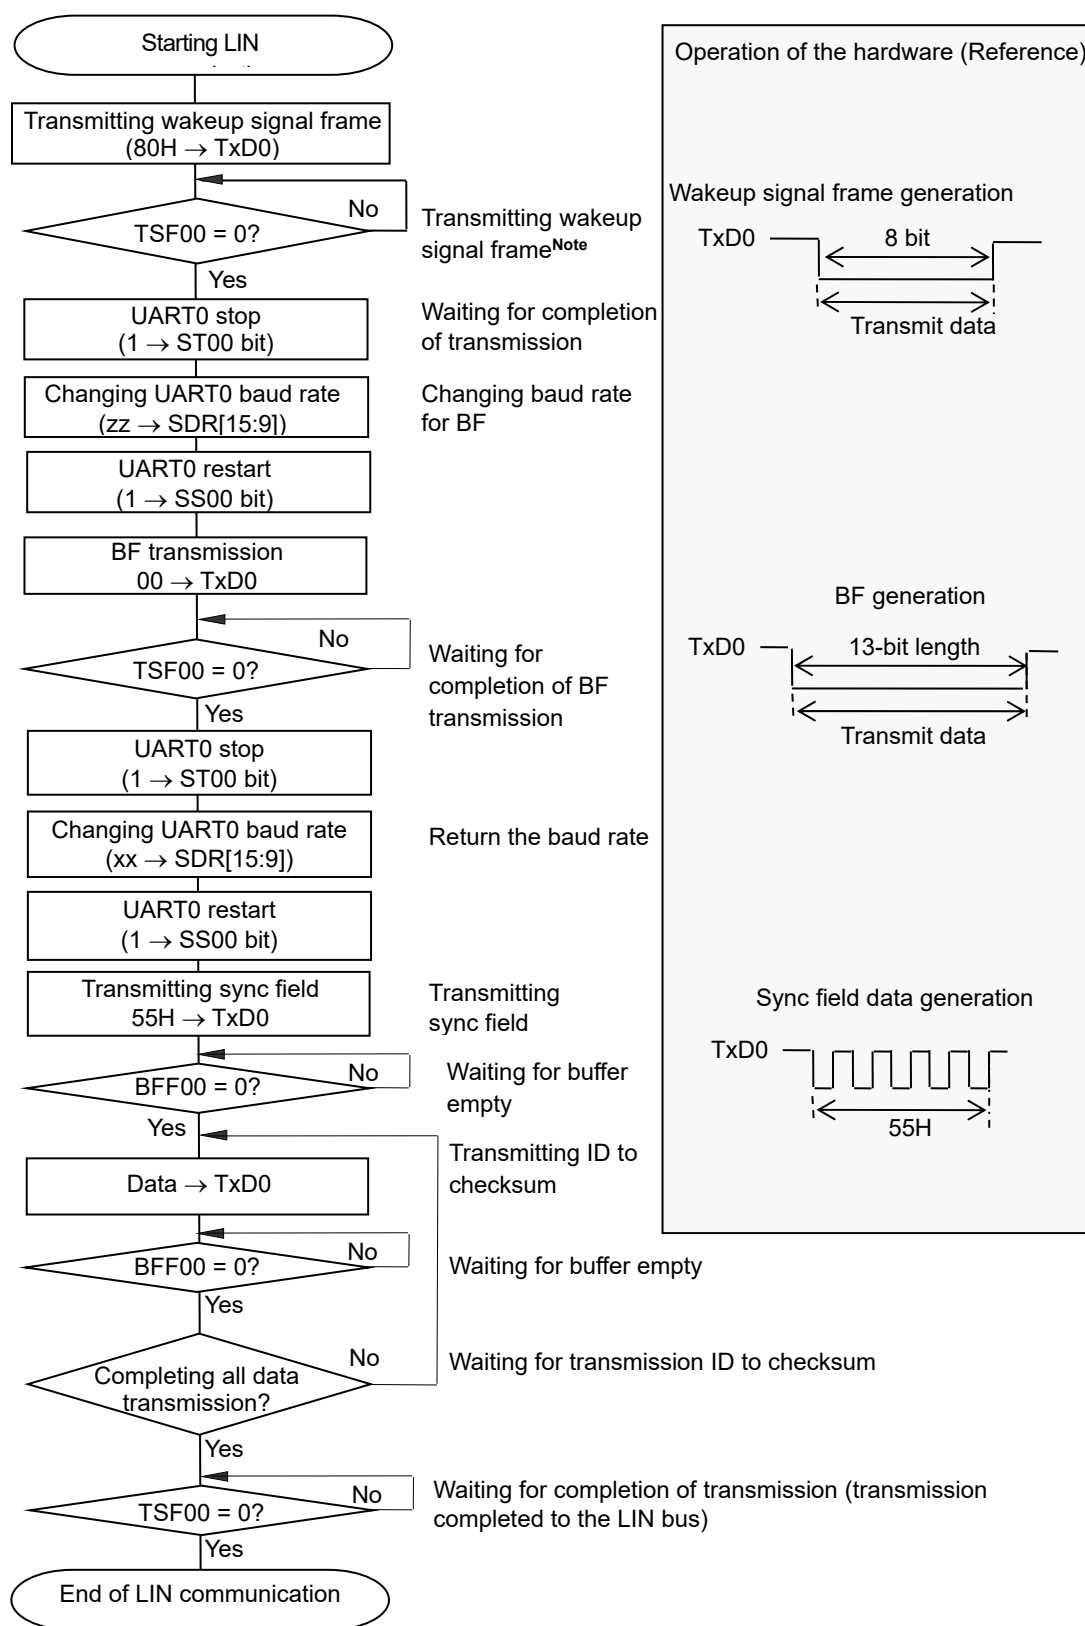 Starting LIN
Transmitting wakeup signal frame
(80H → TxD0)
No
TSF00 = 0?
Yes
Transmitting wakeup
signal frameNote
UART0 stop
(1 → ST00 bit)
Waiting for completion
of transmission
Changing UART0 baud rate
(zz → SDR[15:9])
Changing baud rate
for BF
UART0 restart
(1 → SS00 bit)
BF transmission
00 → TxD0
No
TSF00 = 0?
Yes
Waiting for
completion of BF
transmission
UART0 stop
(1 → ST00 bit)
Changing UART0 baud rate
(xx → SDR[15:9])
Return the baud rate
UART0 restart
(1 → SS00 bit)
Transmitting sync field
55H → TxD0
Transmitting
sync field
BFF00 = 0?
No
Yes
Waiting for buffer
empty
Data → TxD0
Transmitting ID to
checksum
BFF00 = 0?
No
Yes
Waiting for buffer empty
Completing all data
transmission?
No
Yes
Waiting for transmission ID to checksum
TSF00 = 0?
No
Yes
Waiting for completion of transmission (transmission
completed to the LIN bus)
End of LIN communication
Operation of the hardware (Reference)
Wakeup signal frame generation
TxD0
8 bit
Transmit data
BF generation
TxD0
13-bit length
Transmit data
Sync field data generation
TxD0
55H